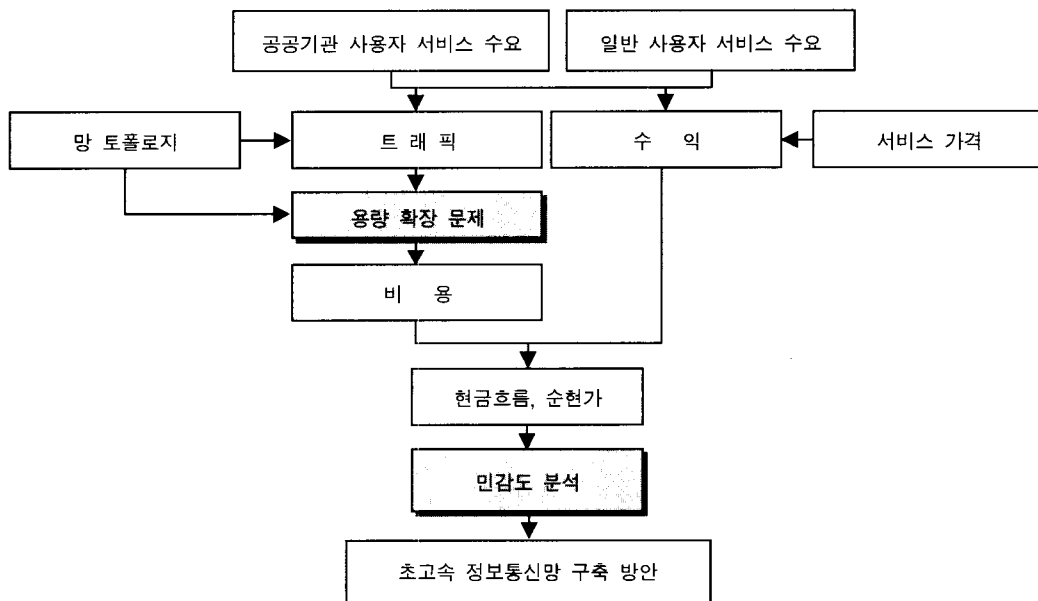 공공기관 사용자 서비스 수요
일반 사용자 서비스 수요
망 토폴로지
트 래 픽
수 익
서비스 가격
용량 확장 문제
비 용
현금흐름, 순현가
민감도 분석
초고속 정보통신망 구축 방안